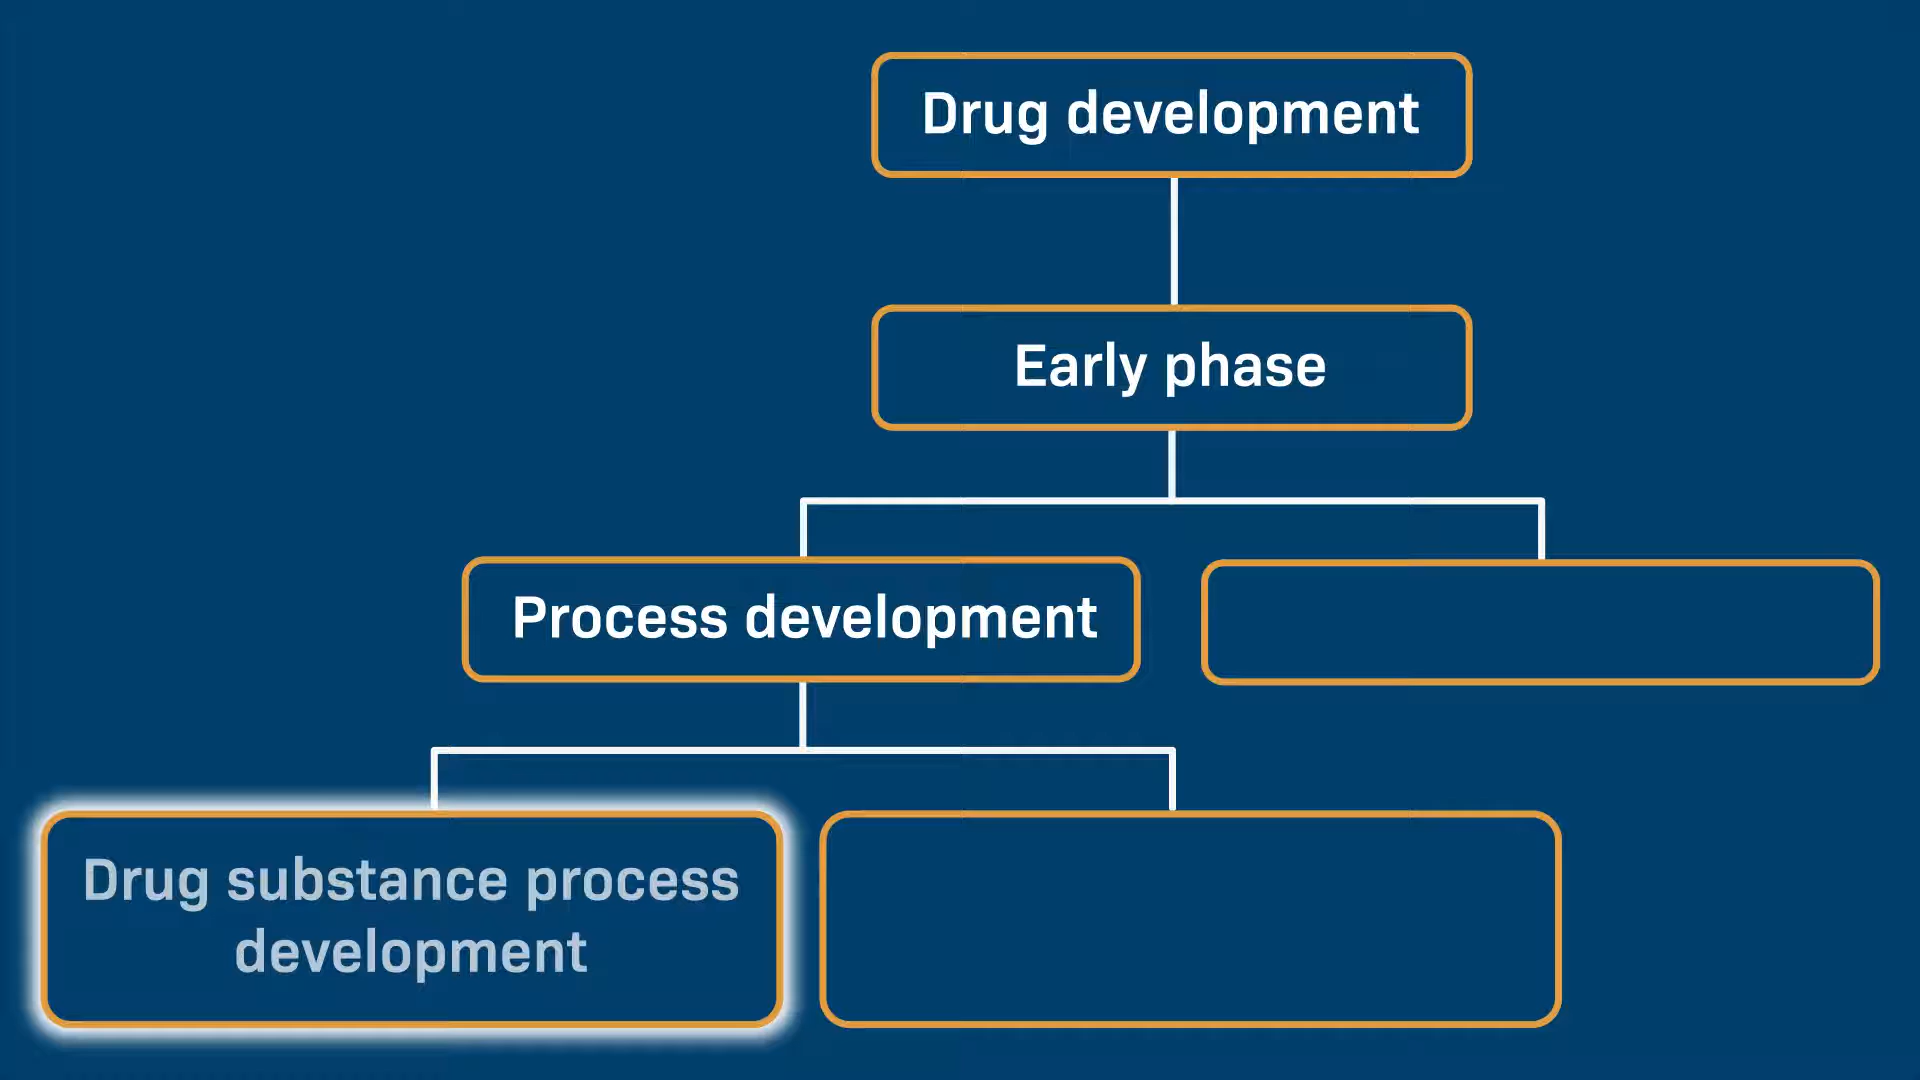 Drug development
Early phase
Process development
Drug substance process
development